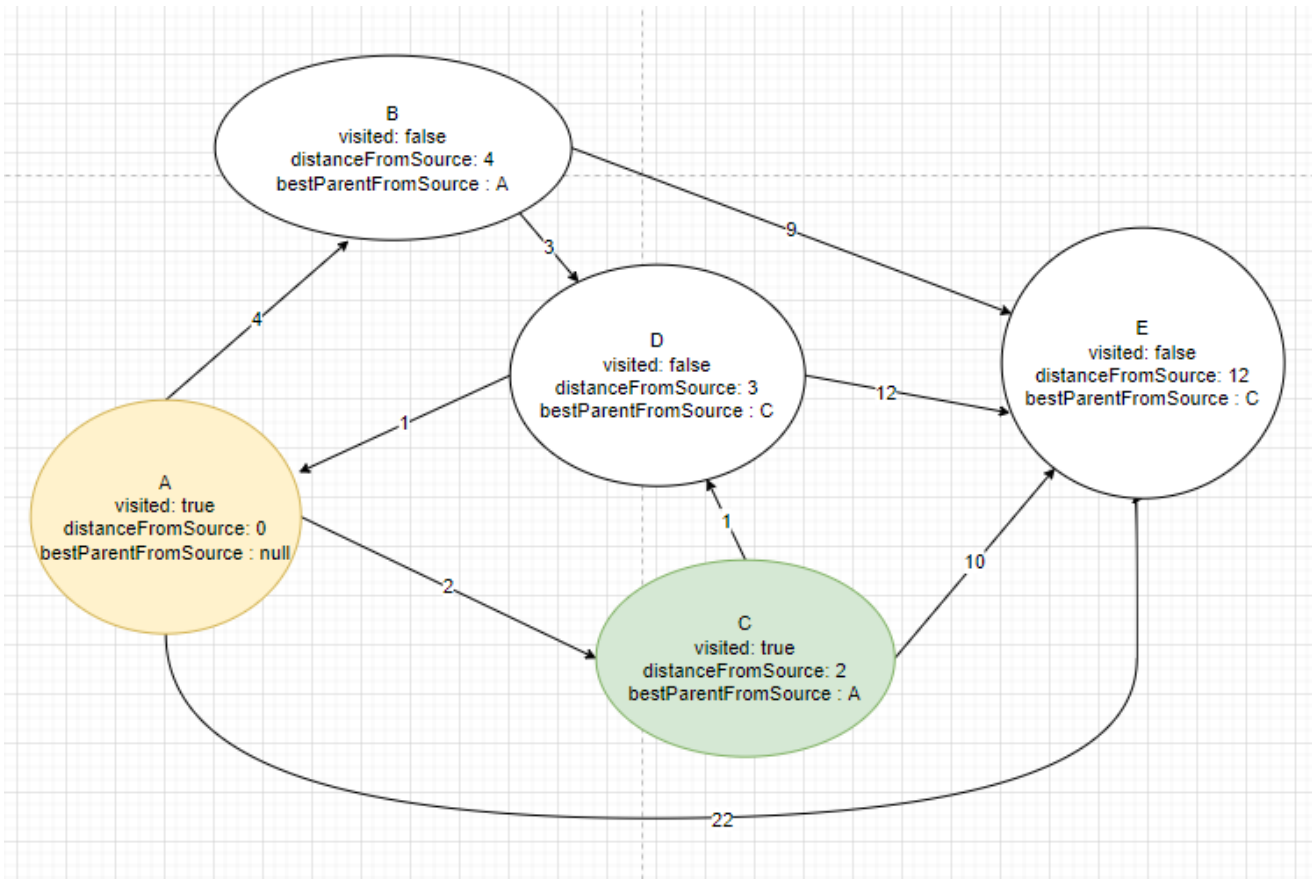 B
visited: false
distanceFromSource: 4
bestParentFromSource : A
9
3
4
D
visited: false
distanceFromSource: 3
bestParentFromSource : C
E
visited: false
distanceFromSource: 12
bestParentFromSource : C
12
1
A
visited: true
distanceFromSource: 0
bestParentFromSource : null
1
10
2
C
visited: true
distanceFromSource: 2
bestParentFromSource : A
22